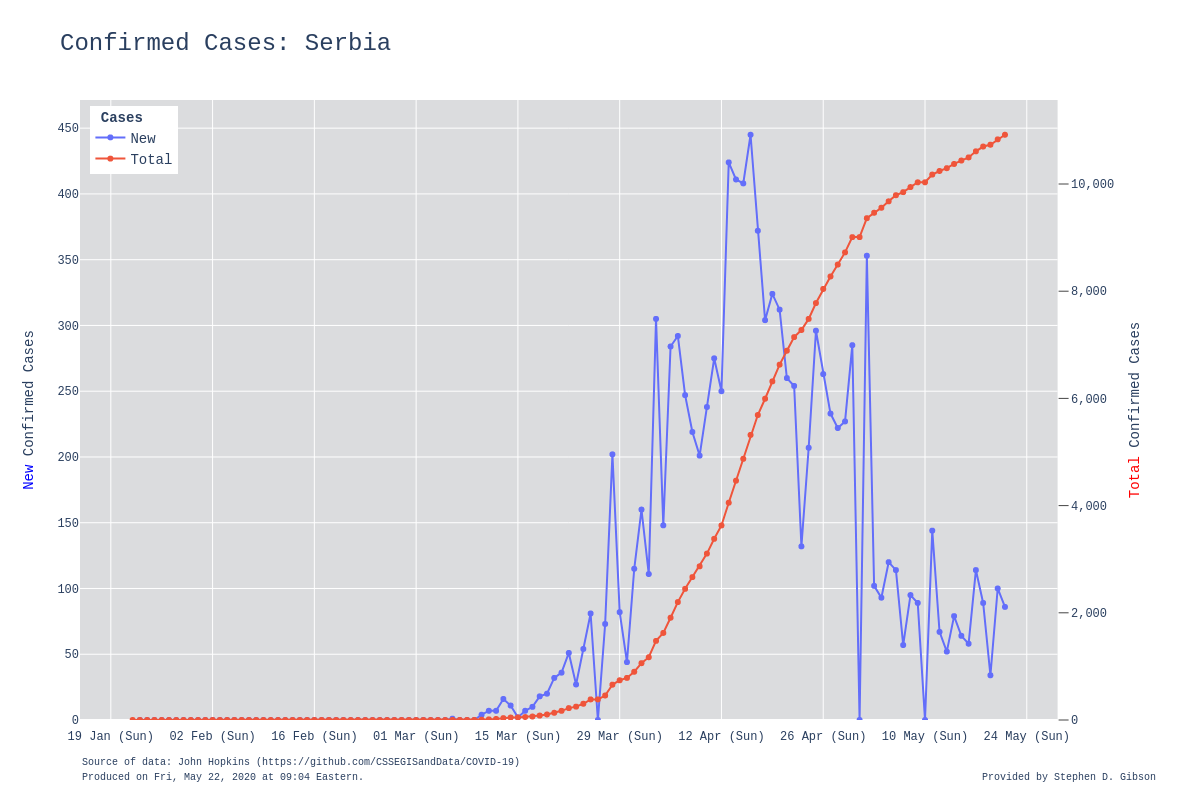 Confirmed Cases: Serbia
Cases
New
Total
450
400
350
300
250
200
150
100
50
0
10,000
8,000
6,000
4,000
2,000
0
New Confirmed Cases
Total Confirmed Cases
19 Jan (Sun) 02 Feb (Sun) 16 Feb (Sun) 01 Mar (Sun) 15 Mar (Sun) 29 Mar (Sun) 12 Apr (Sun) 26 Apr (Sun) 10 May (Sun) 24 May (Sun)
Source of data: John Hopkins (https://github.com/CSSEGISandData/COVID-19)
Produced on Fri, May 22, 2020 at 09:04 Eastern.
Provided by Stephen D. Gibson